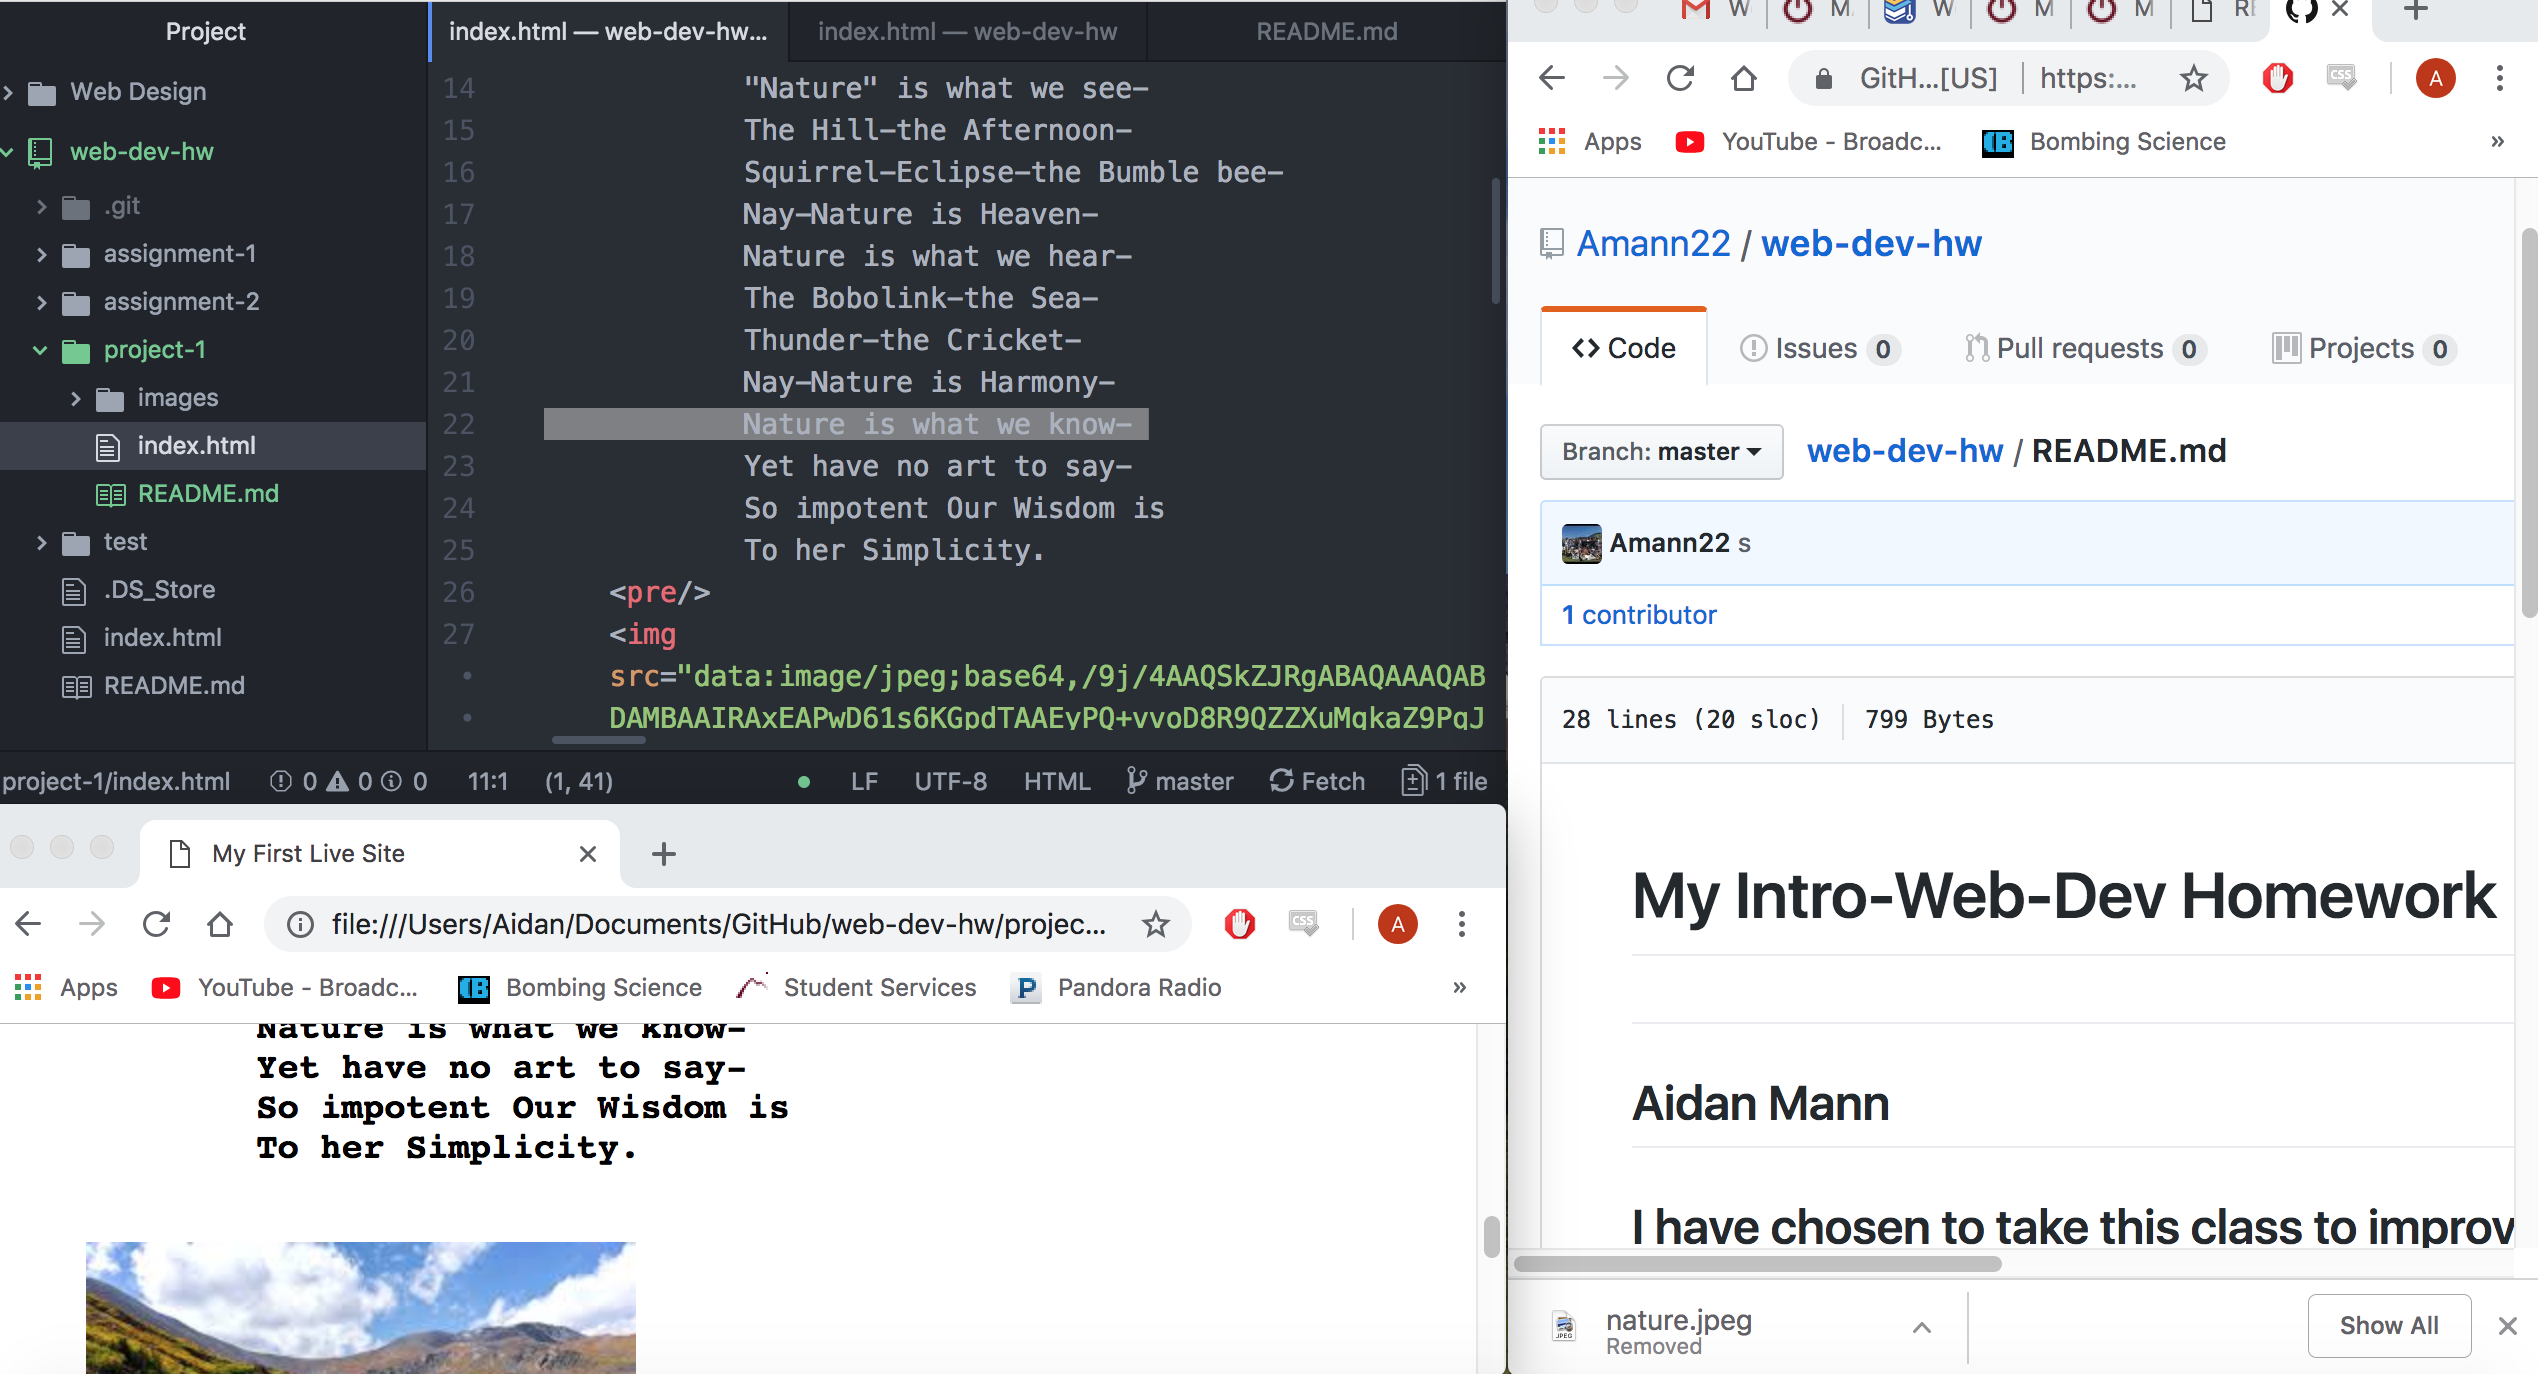 Project
Web Design
web-dev-hw
.git
assignment-1
assignment-2
project-1
images
index.html
README.md
test
.DS_Store
index.html
README.md
index.html — web-dev-hw...
index.html — web-dev-hw
README.md
14 "Nature" is what we see—
15 The Hill—the Afternoon—
16 Squirrel—Eclipse—the Bumble bee—
17 Nay—Nature is Heaven—
18 Nature is what we hear—
19 The Bobolink—the Sea—
20 Thunder—the Cricket—
21 Nay—Nature is Harmony—
22 Nature is what we know—
23 Yet have no art to say—
24 So impotent Our Wisdom is
25 To her Simplicity.
26 <pre/>
27 <img
src="data:image/jpeg;base64,/9j/4AAQSkZJRgABAQAAAQAB
DAMBAAIRAxEAPwD61s6KGpdTAAEyPQ+vvoD8R9QZZXuMqkaZ9PqJ
project-1/index.html 0 0 0 11:1 (1, 41) LF UTF-8 HTML master Fetch 1 file
My First Live Site
file:///Users/Aidan/Documents/GitHub/web-dev-hw/projec...
A
Apps YouTube - Broadc... Bombing Science Student Services Pandora Radio »
Nature is what we know—
Yet have no art to say—
So impotent Our Wisdom is
To her Simplicity.
W M W M M RE
GitH...[US] https:... A
Apps YouTube - Broadc... Bombing Science »
Amann22 / web-dev-hw
Code Issues 0 Pull requests 0 Projects 0
Branch: master web-dev-hw / README.md
Amann22 s
1 contributor
28 lines (20 sloc) 799 Bytes
My Intro-Web-Dev Homework
Aidan Mann
I have chosen to take this class to improv
nature.jpeg
Removed
Show All